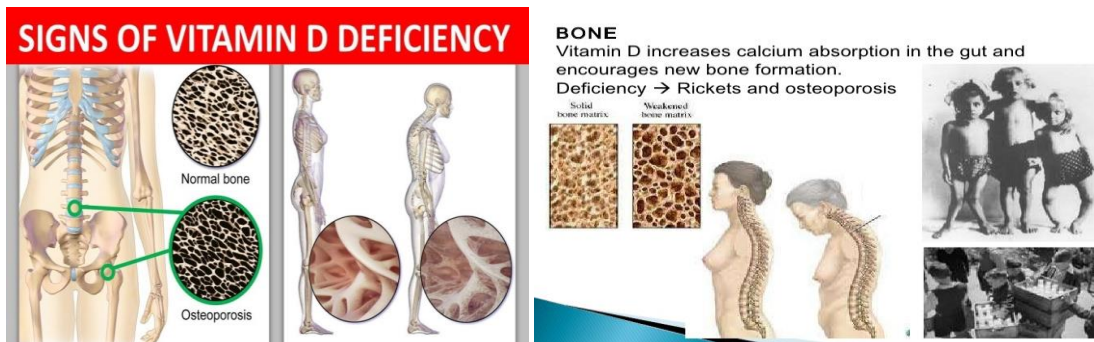 SIGNS OF VITAMIN D DEFICIENCY
Normal bone
Osteoporosis
BONE
Vitamin D increases calcium absorption in the gut and
encourages new bone formation.
Deficiency → Rickets and osteoporosis
Solid
bone matrix
Weakened
bone matrix